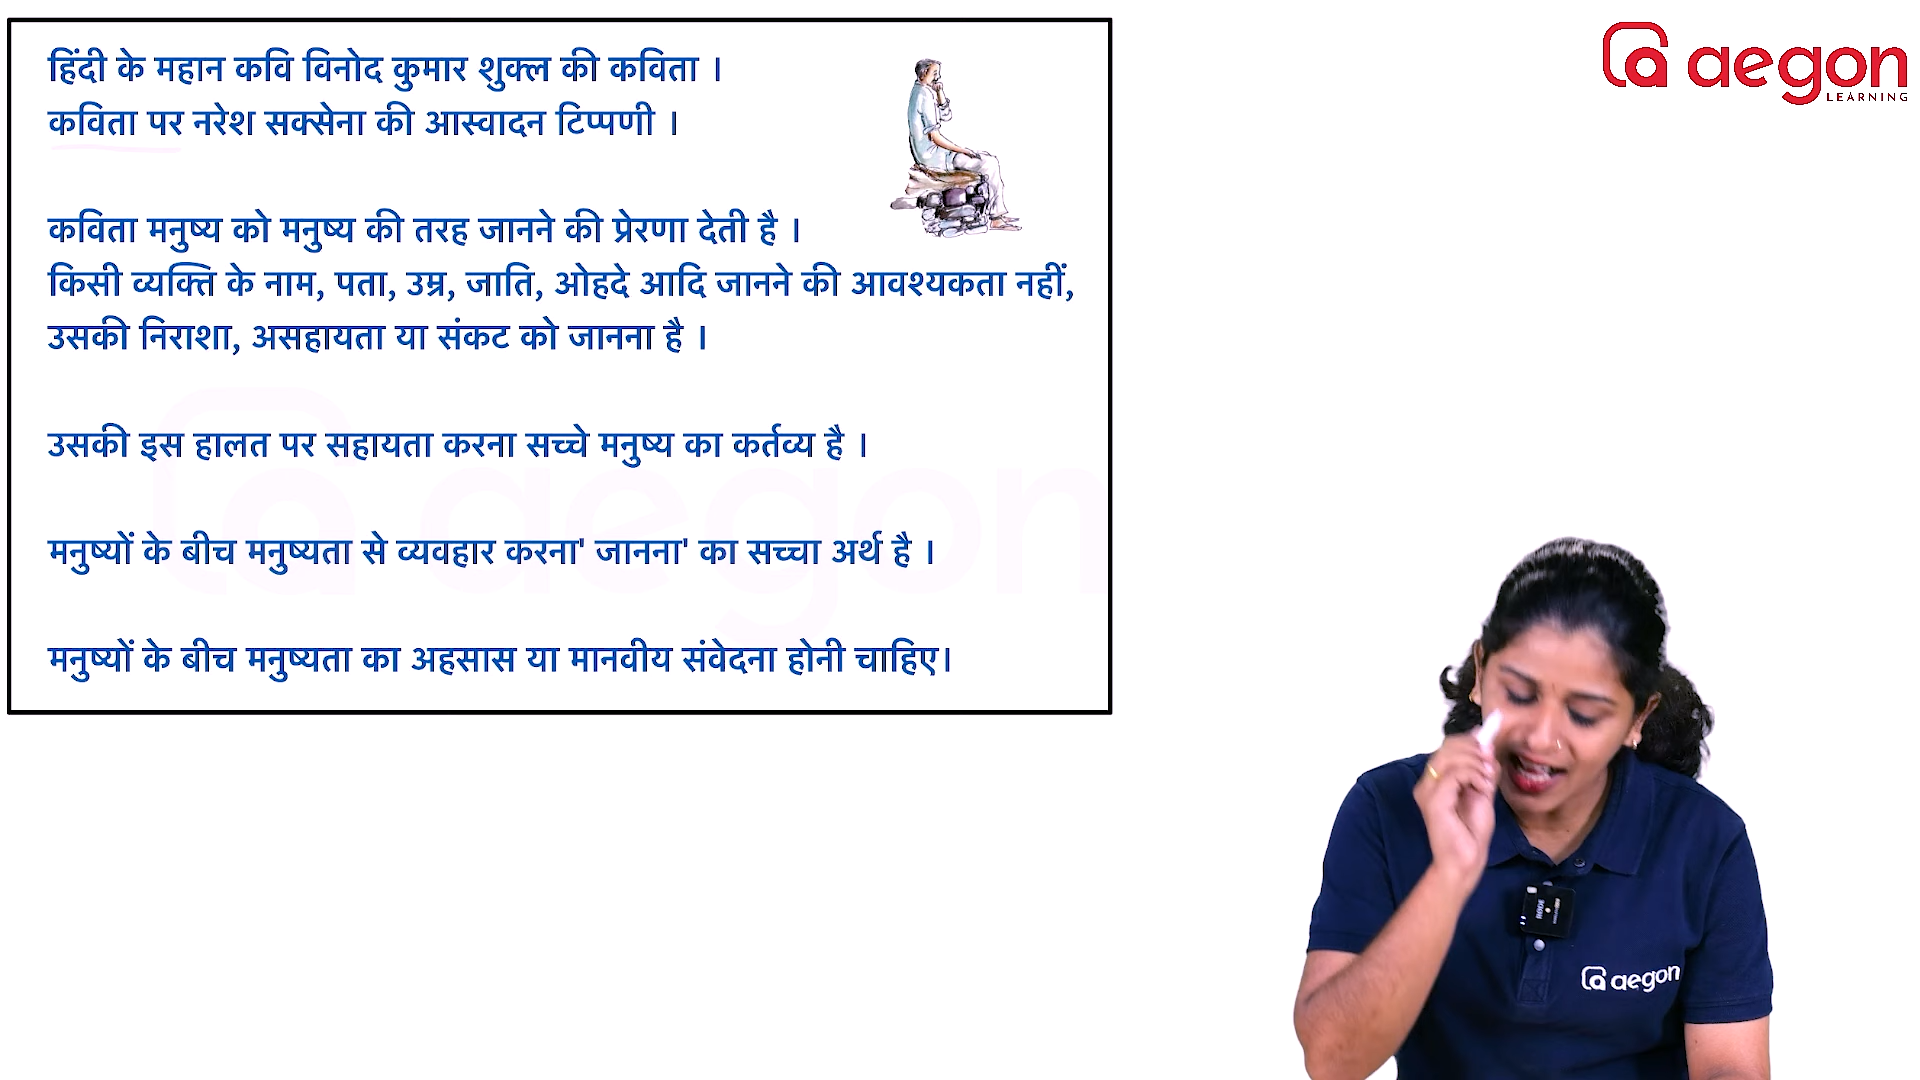 हिंदी के महान कवि विनोद कुमार शुक्ल की कविता ।
कविता पर नरेश सक्सेना की आस्वादन टिप्पणी ।
कविता मनुष्य को मनुष्य की तरह जानने की प्रेरणा देती है ।
किसी व्यक्ति के नाम, पता, उम्र, जाति, ओहदे आदि जानने की आवश्यकता नहीं,
उसकी निराशा, असहायता या संकट को जानना है ।
उसकी इस हालत पर सहायता करना सच्चे मनुष्य का कर्तव्य है ।
मनुष्यों के बीच मनुष्यता से व्यवहार करना' जानना' का सच्चा अर्थ है ।
मनुष्यों के बीच मनुष्यता का अहसास या मानवीय संवेदना होनी चाहिए।
aegon
LEARNING
aegon
aegon